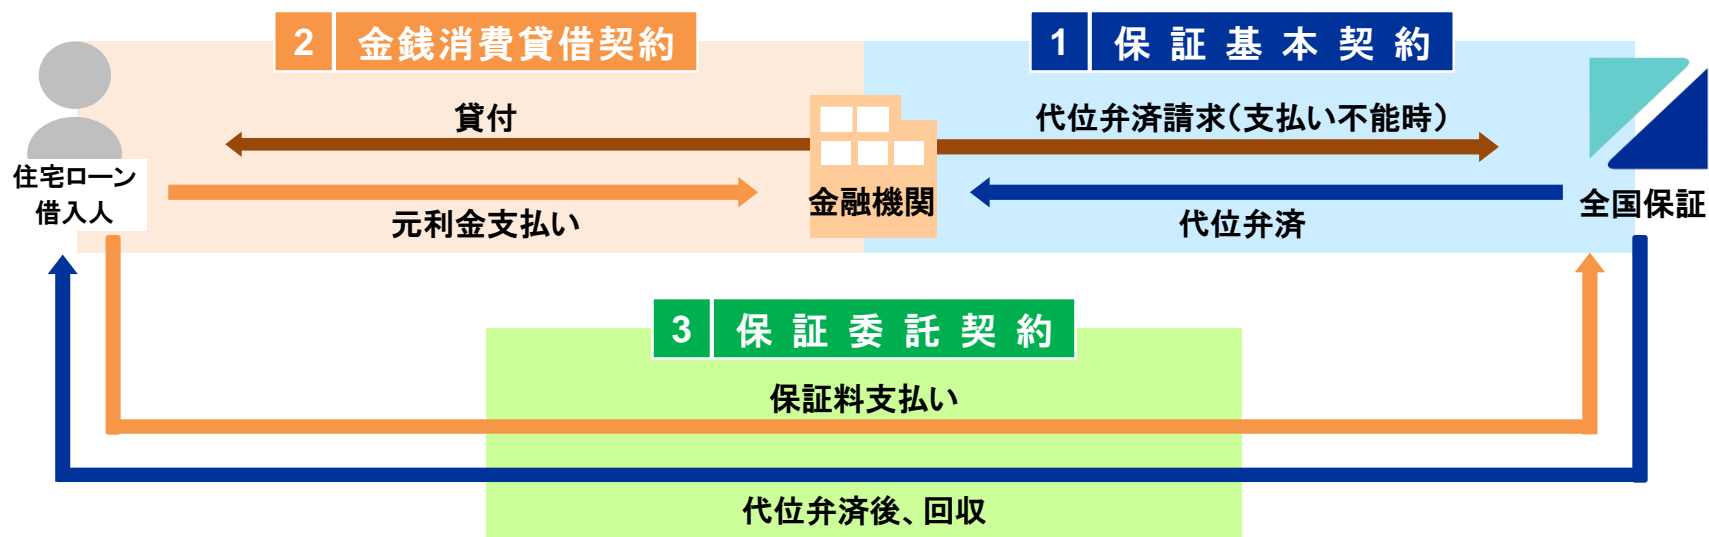 2 金銭消費貸借契約
1 保証基本契約
貸付
代位弁済請求（支払い不能時）
住宅ローン
借入人
元利金支払い
金融機関
代位弁済
全国保証
3 保証委託契約
保証料支払い
代位弁済後、回収